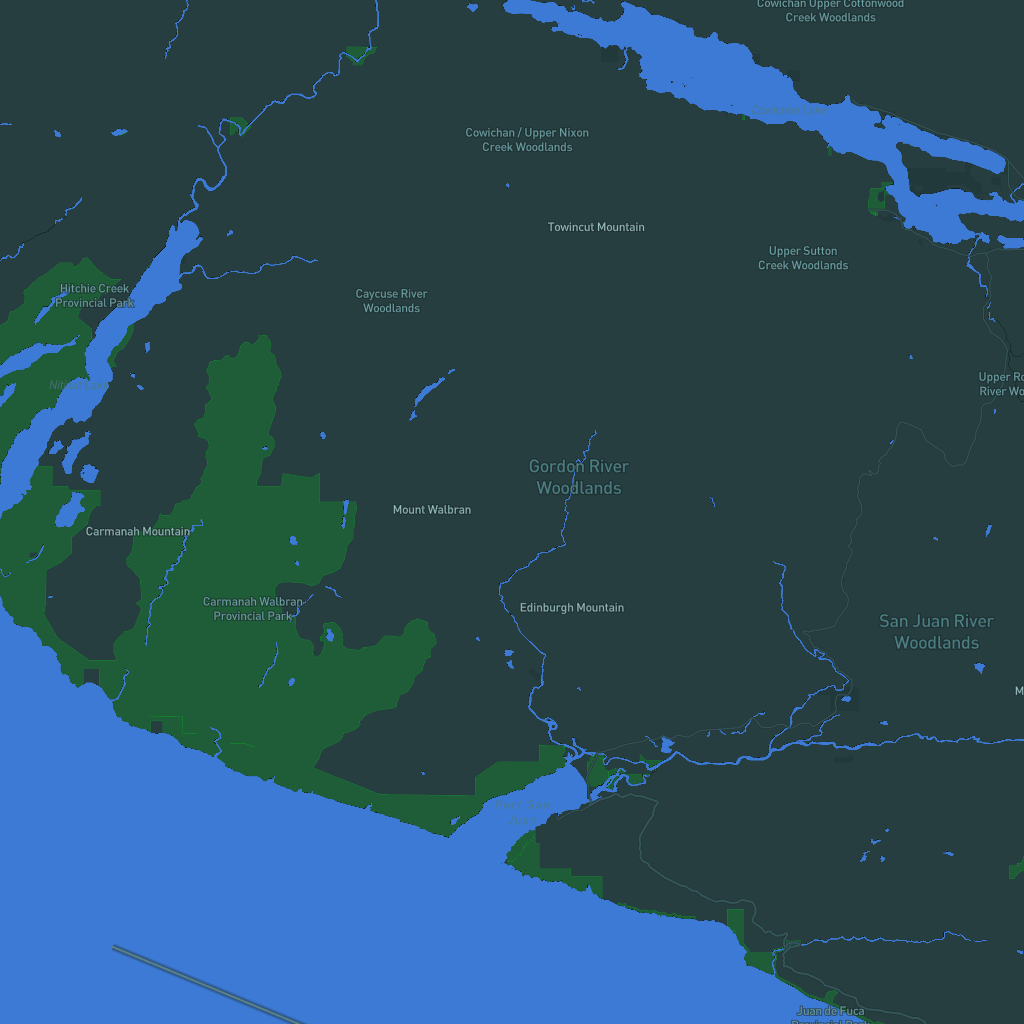 Cowichan Upper Cottonwood
Creek Woodlands
Cowichan / Upper Nixon
Creek Woodlands
Towincut Mountain
Upper Sutton
Creek Woodlands
Hitchie Creek
Provincial Park
Caycuse River
Woodlands
Upper Ro
River Wo
Gordon River
Woodlands
Mount Walbran
Carmanah Mountain
Carmanah Walbran
Provincial Park
Edinburgh Mountain
San Juan River
Woodlands
M
Juan de Fuca
Provincial Park